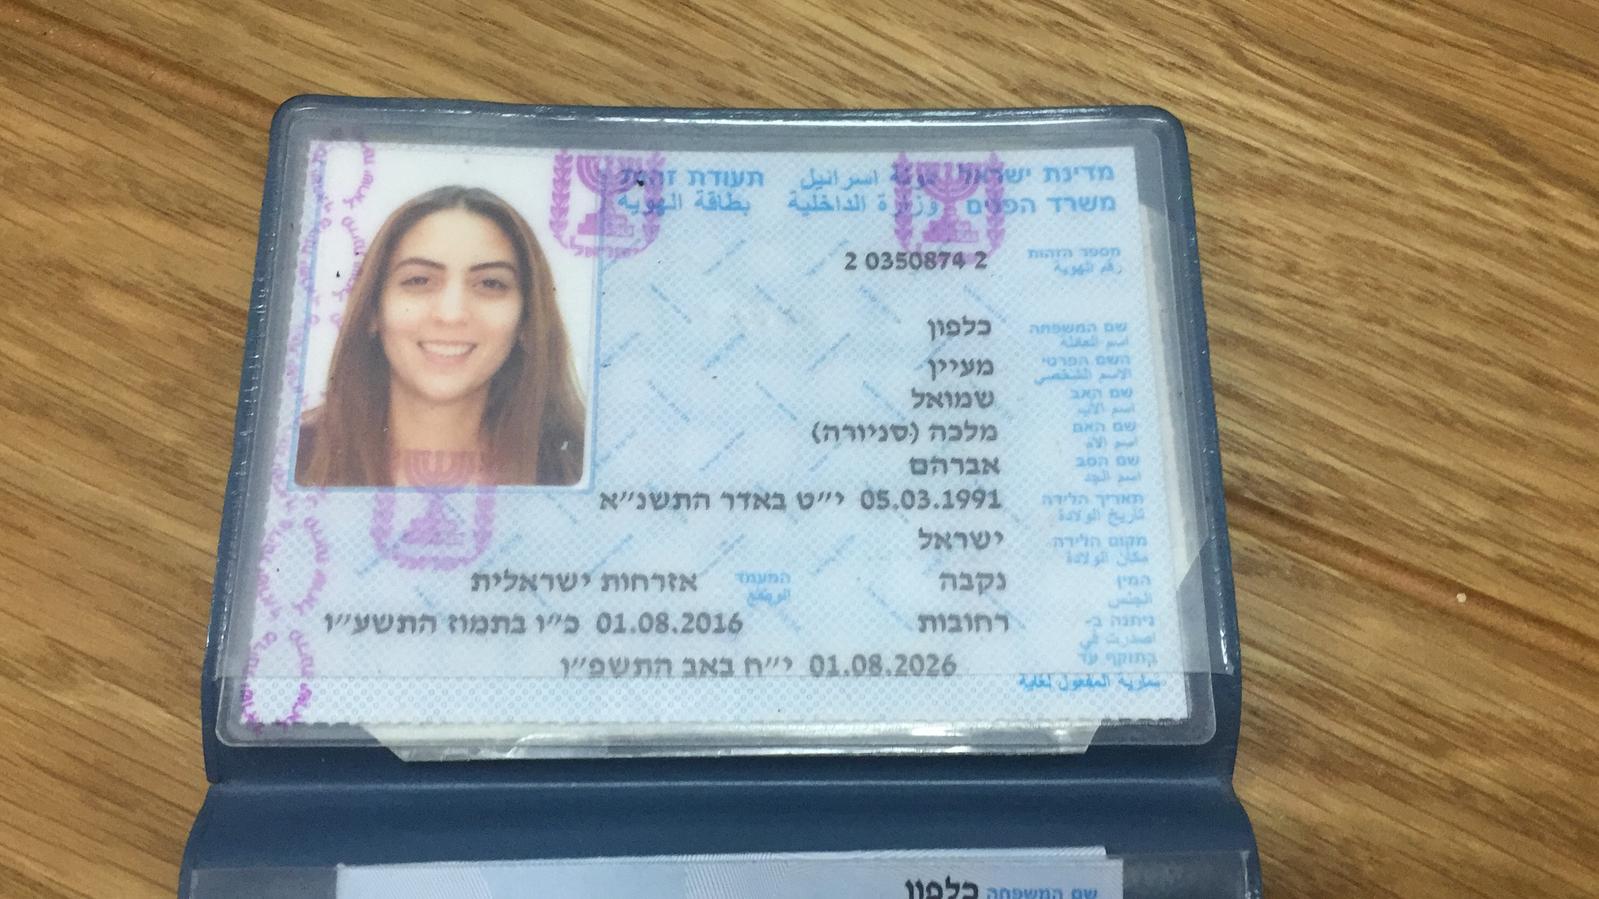 מדינת ישראל دولة اسرائيل תעודת זהות
משרד הפנים وزارة الداخلية بطاقة الهوية
מספר הזהות 2 0350874 2
رقم الهوية
שם המשפחה כלפון
اسم العائلة
השם הפרטי מעיין
الاسم الشخصي
שם האב שמואל
اسم الاب
שם האם מלכה (סניורה)
اسم الام
שם הסב אברהם
اسم الجد
תאריך הלידה 05.03.1991 י״ט באדר התשנ״א
تاريخ الولادة
מקום הלידה ישראל
مكان الولادة
המין נקבה המעמד אזרחות ישראלית
الجنس الوضع
ניתנה ב- רחובות 01.08.2016 כ״ו בתמוז התשע״ו
اصدرت في
בתוקף עד 01.08.2026 י״ח באב התשפ״ו
سارية المفعول لغاية
שם המשפחה כלפון